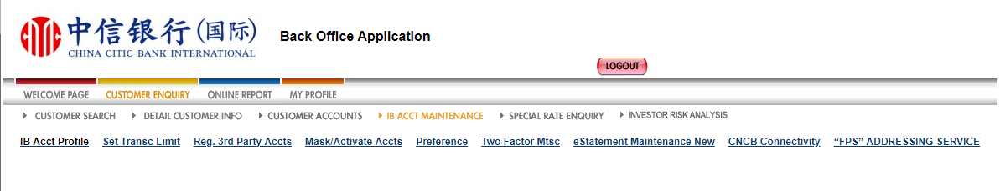 中信银行(国际)
CHINA CITIC BANK INTERNATIONAL
Back Office Application
LOGOUT
WELCOME PAGE CUSTOMER ENQUIRY ONLINE REPORT MY PROFILE
CUSTOMER SEARCH DETAIL CUSTOMER INFO CUSTOMER ACCOUNTS IB ACCT MAINTENANCE SPECIAL RATE ENQUIRY INVESTOR RISK ANALYSIS
IB Acct Profile Set Transc Limit Reg. 3rd Party Accts Mask/Activate Accts Preference Two Factor Mtsc eStatement Maintenance New CNCB Connectivity “FPS” ADDRESSING SERVICE